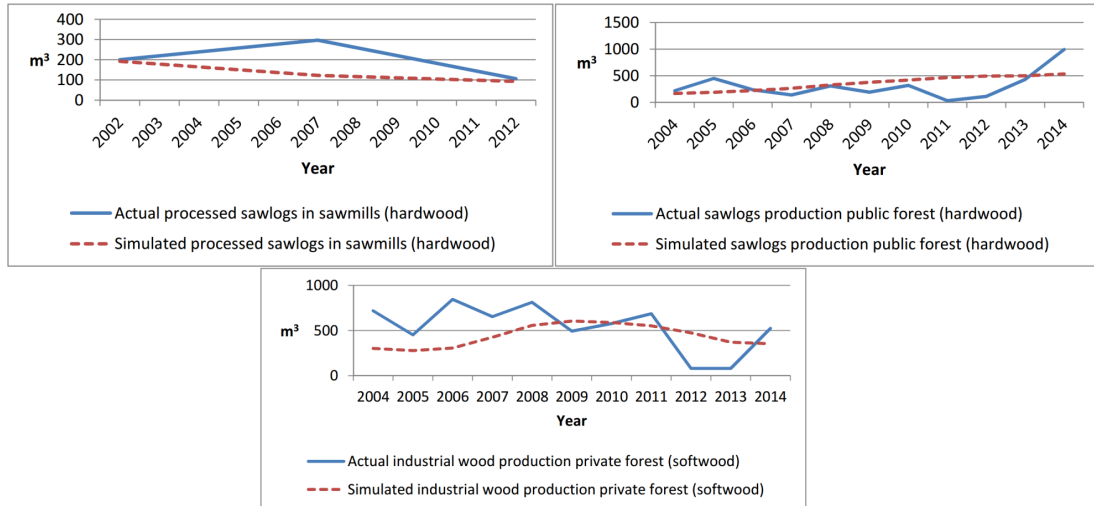 400
300
200
100
0
m³
2002 2003 2004 2005 2006 2007 2008 2009 2010 2011 2012
Year
Actual processed sawlogs in sawmills (hardwood)
Simulated processed sawlogs in sawmills (hardwood)
1500
1000
500
0
m³
2004 2005 2006 2007 2008 2009 2010 2011 2012 2013 2014
Year
Actual sawlogs production public forest (hardwood)
Simulated sawlogs production public forest (hardwood)
1000
500
0
m³
2004 2005 2006 2007 2008 2009 2010 2011 2012 2013 2014
Year
Actual industrial wood production private forest (softwood)
Simulated industrial wood production private forest (softwood)